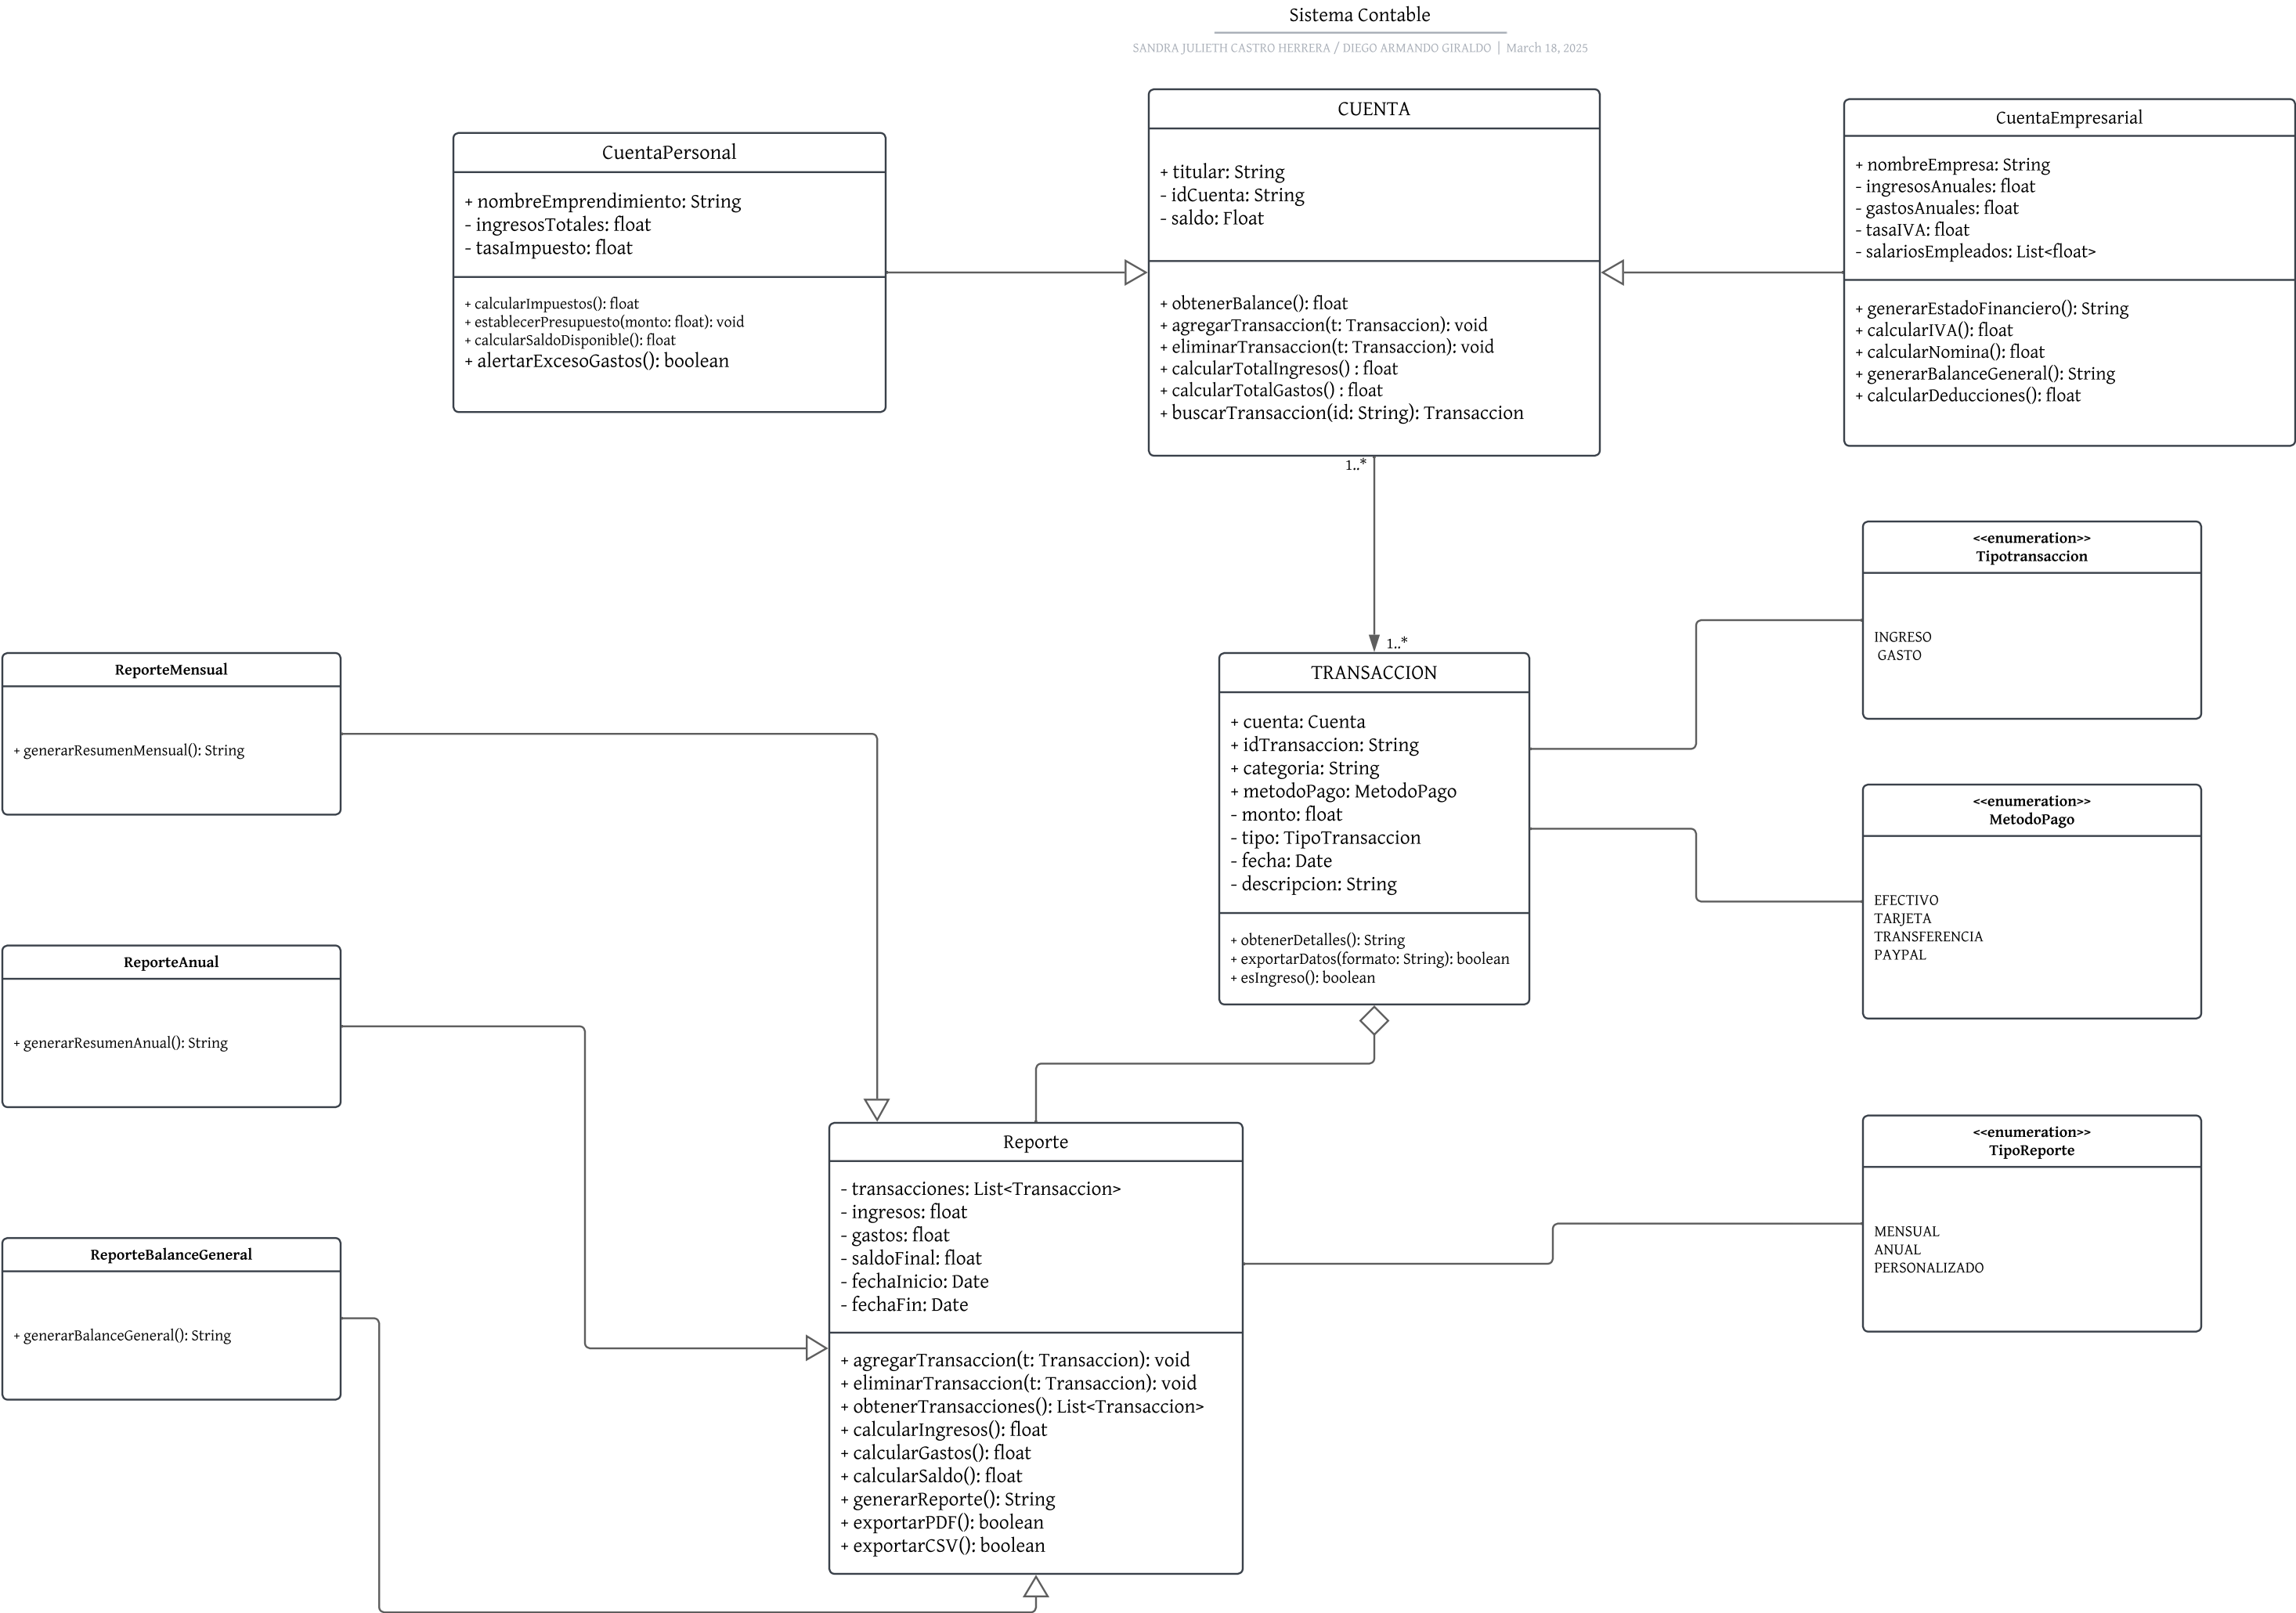 Sistema Contable
SANDRA JULIETH CASTRO HERRERA / DIEGO ARMANDO GIRALDO | March 18, 2025
CuentaPersonal
+ nombreEmprendimiento: String
- ingresosTotales: float
- tasaImpuesto: float
+ calcularImpuestos(): float
+ establecerPresupuesto(monto: float): void
+ calcularSaldoDisponible(): float
+ alertarExcesoGastos(): boolean
CUENTA
+ titular: String
- idCuenta: String
- saldo: Float
+ obtenerBalance(): float
+ agregarTransaccion(t: Transaccion): void
+ eliminarTransaccion(t: Transaccion): void
+ calcularTotalIngresos() : float
+ calcularTotalGastos() : float
+ buscarTransaccion(id: String): Transaccion
CuentaEmpresarial
+ nombreEmpresa: String
- ingresosAnuales: float
- gastosAnuales: float
- tasaIVA: float
- salariosEmpleados: List<float>
+ generarEstadoFinanciero(): String
+ calcularIVA(): float
+ calcularNomina(): float
+ generarBalanceGeneral(): String
+ calcularDeducciones(): float
1..*
1..*
<<enumeration>>
Tipotransaccion
INGRESO
GASTO
ReporteMensual
+ generarResumenMensual(): String
TRANSACCION
+ cuenta: Cuenta
+ idTransaccion: String
+ categoria: String
+ metodoPago: MetodoPago
- monto: float
- tipo: TipoTransaccion
- fecha: Date
- descripcion: String
+ obtenerDetalles(): String
+ exportarDatos(formato: String): boolean
+ esIngreso(): boolean
<<enumeration>>
MetodoPago
EFECTIVO
TARJETA
TRANSFERENCIA
PAYPAL
ReporteAnual
+ generarResumenAnual(): String
ReporteBalanceGeneral
+ generarBalanceGeneral(): String
Reporte
- transacciones: List<Transaccion>
- ingresos: float
- gastos: float
- saldoFinal: float
- fechaInicio: Date
- fechaFin: Date
+ agregarTransaccion(t: Transaccion): void
+ eliminarTransaccion(t: Transaccion): void
+ obtenerTransacciones(): List<Transaccion>
+ calcularIngresos(): float
+ calcularGastos(): float
+ calcularSaldo(): float
+ generarReporte(): String
+ exportarPDF(): boolean
+ exportarCSV(): boolean
<<enumeration>>
TipoReporte
MENSUAL
ANUAL
PERSONALIZADO